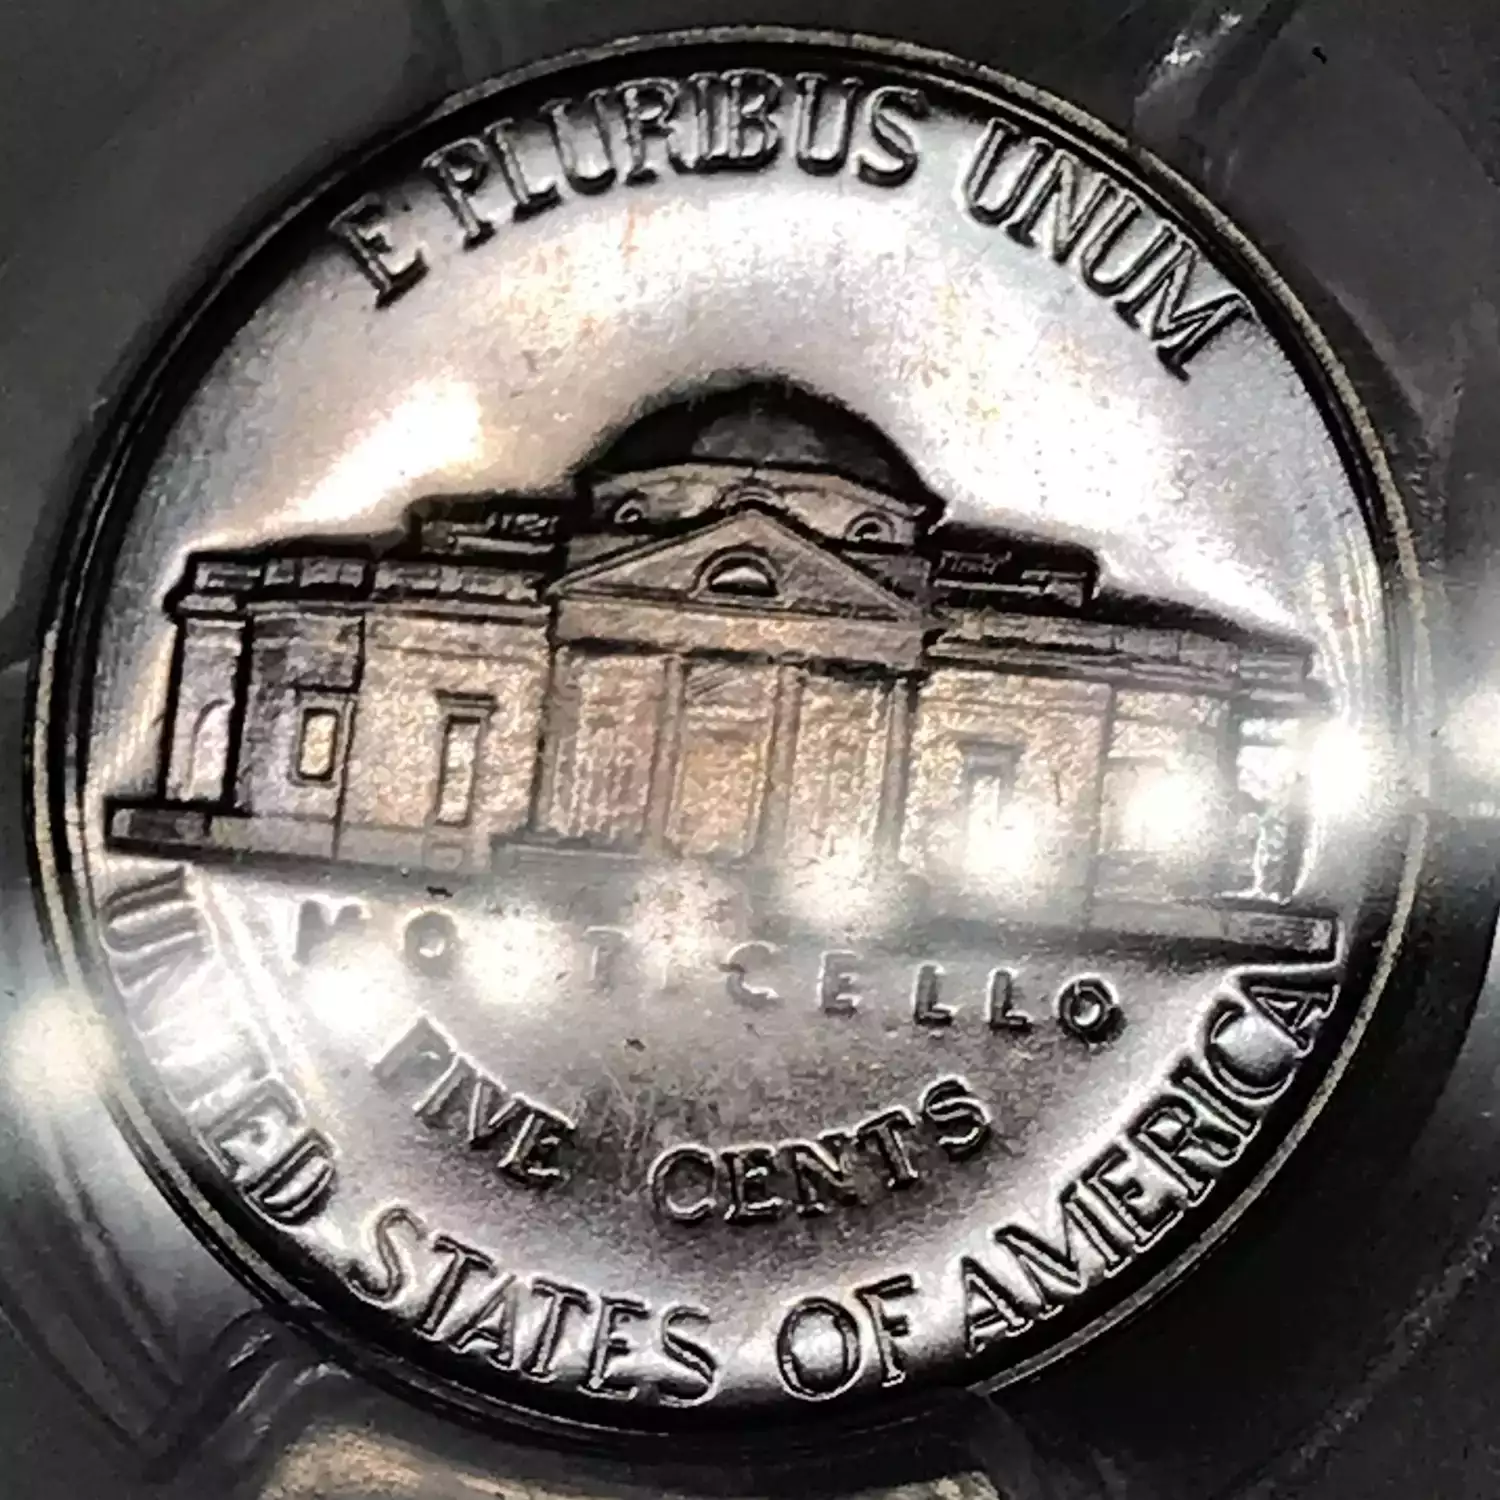 E PLURIBUS UNUM
MONTICELLO
FIVE CENTS
UNITED STATES OF AMERICA